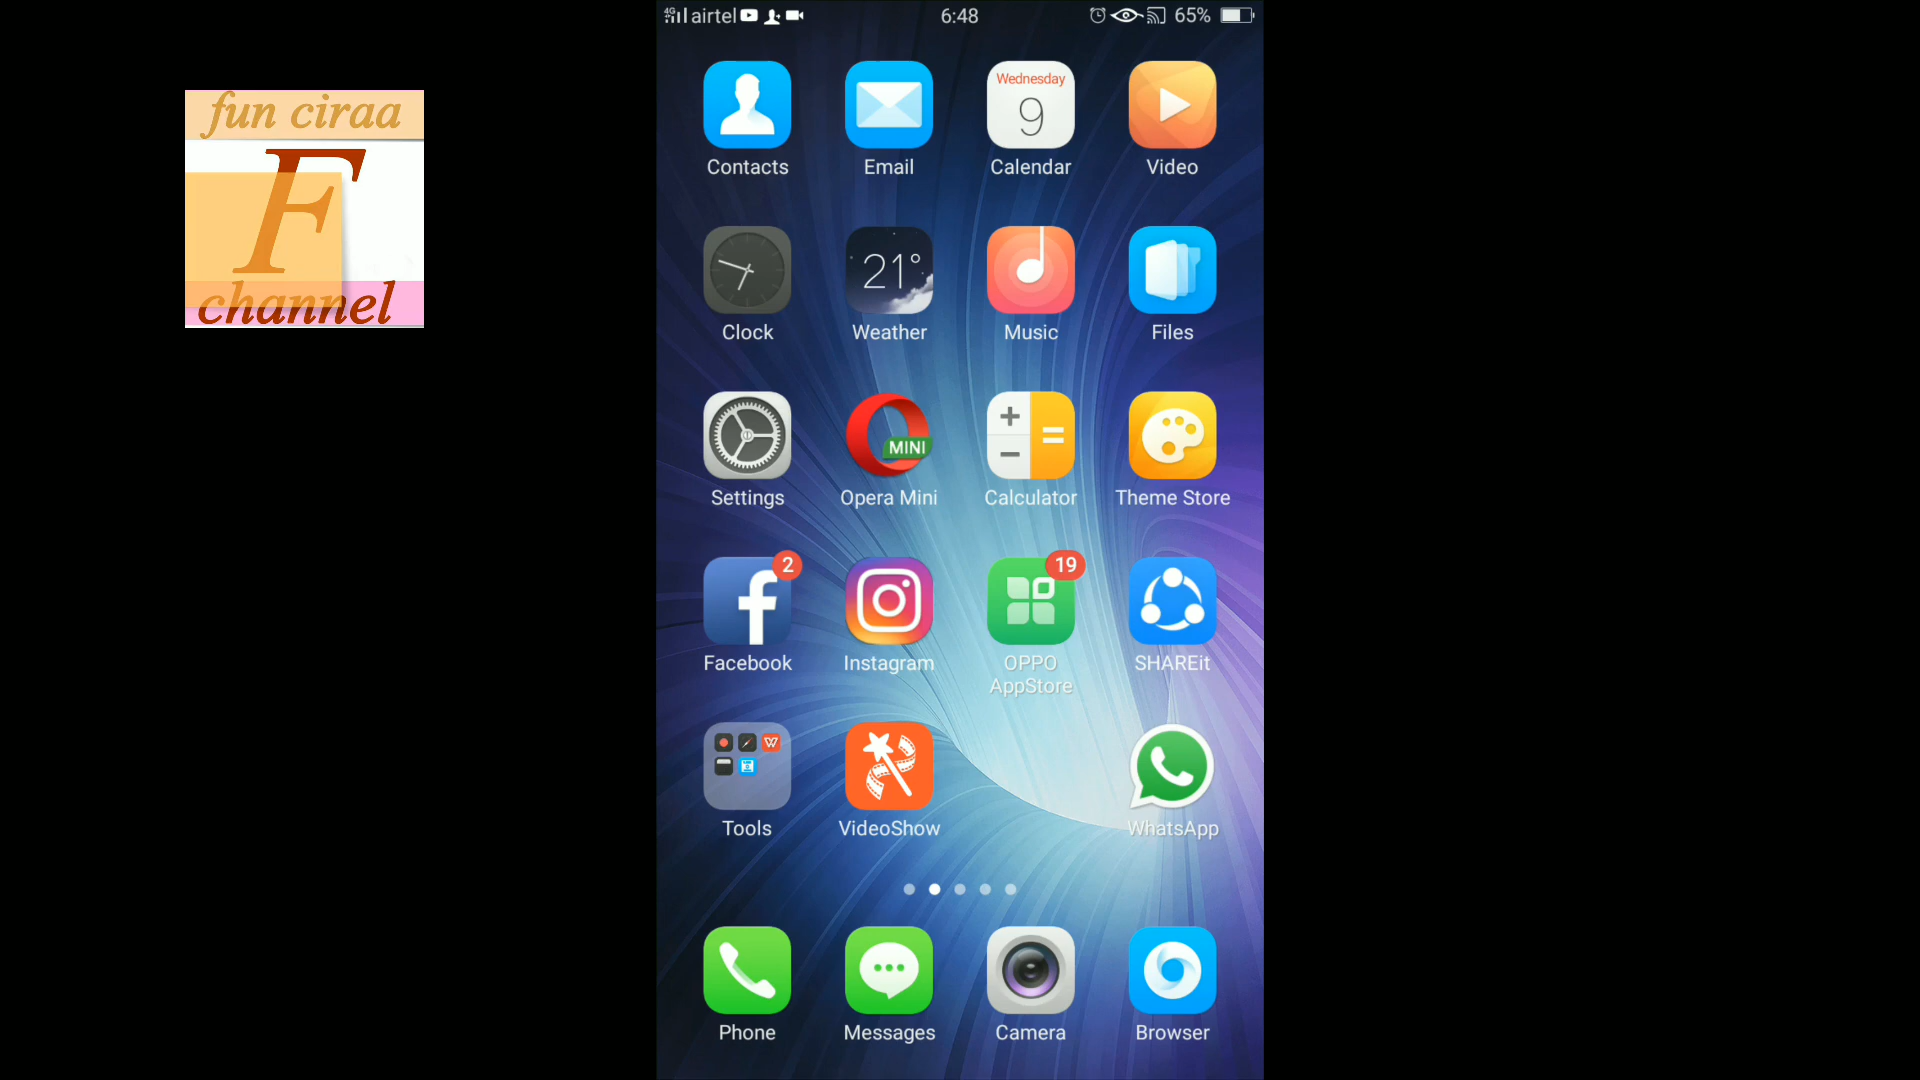 4G airtel 6:48 65%
fun ciraa
F
channel
Wednesday
9
Contacts Email Calendar Video
21°
Clock Weather Music Files
MINI
Settings Opera Mini Calculator Theme Store
2 19
Facebook Instagram OPPO AppStore SHAREit
W
Tools VideoShow WhatsApp
Phone Messages Camera Browser